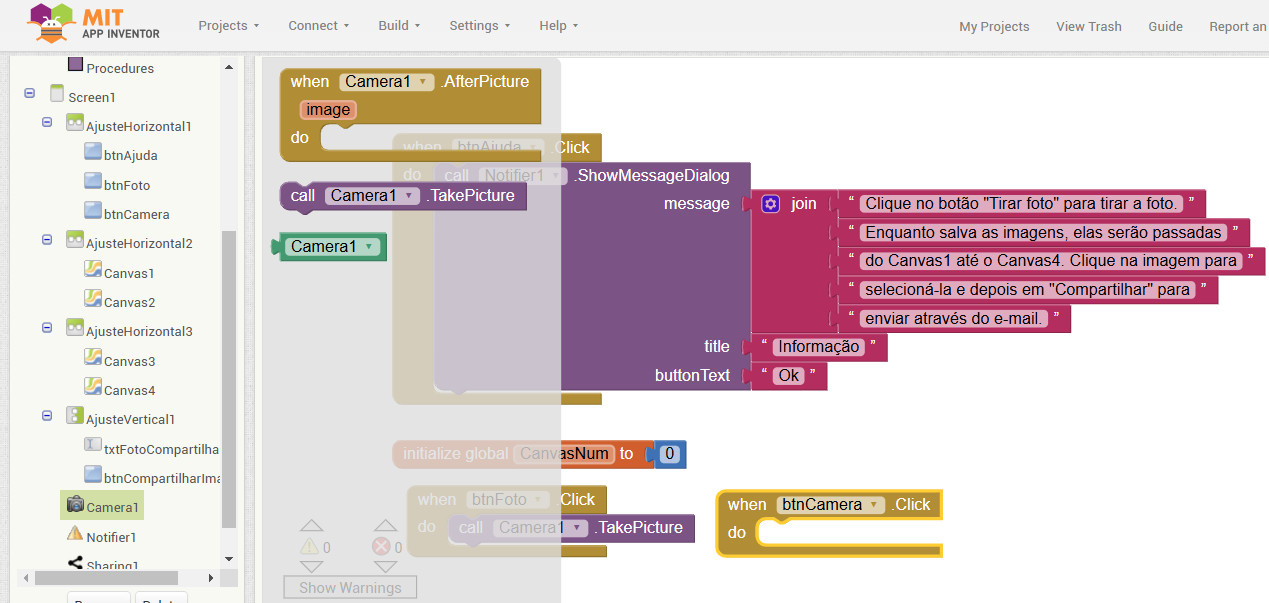 MIT
APP INVENTOR
Projects
Connect
Build
Settings
Help
My Projects
View Trash
Guide
Report an
Procedures
Screen1
AjusteHorizontal1
btnAjuda
btnFoto
btnCamera
AjusteHorizontal2
Canvas1
Canvas2
AjusteHorizontal3
Canvas3
Canvas4
AjusteVertical1
txtFotoCompartilha
btnCompartilharIma
Camera1
Notifier1
Sharing1
when Camera1 .AfterPicture
image
do
call Camera1 .TakePicture
Camera1
when btnAjuda .Click
do call Notifier1 .ShowMessageDialog
message join “ Clique no botão "Tirar foto" para tirar a foto. ”
“ Enquanto salva as imagens, elas serão passadas ”
“ do Canvas1 até o Canvas4. Clique na imagem para ”
“ selecioná-la e depois em "Compartilhar" para ”
“ enviar através do e-mail. ”
title “ Informação ”
buttonText “ Ok ”
initialize global CanvasNum to 0
when btnFoto .Click
do call Camera1 .TakePicture
when btnCamera .Click
do
0
0
Show Warnings